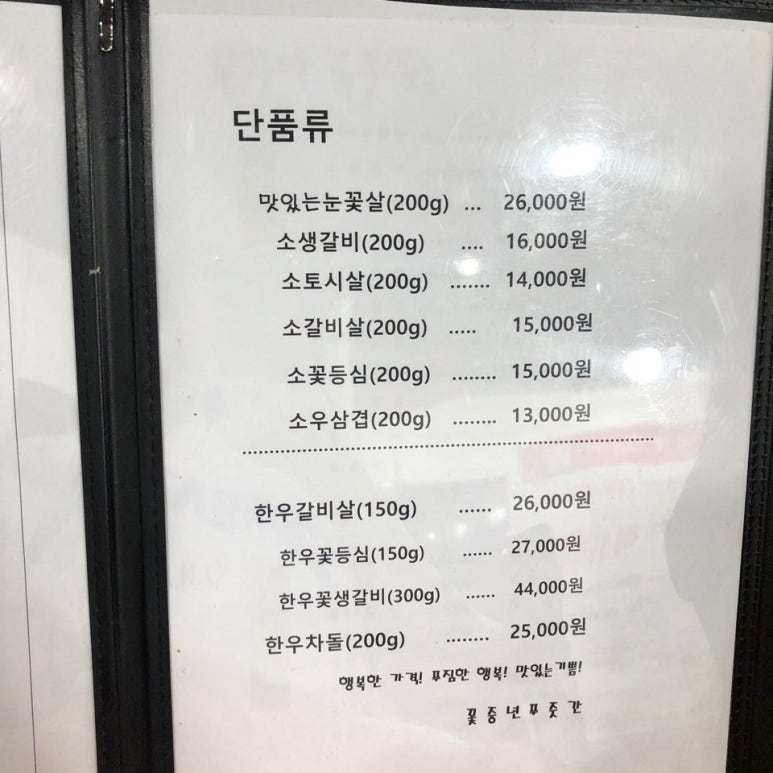 단품류
맛있는눈꽃살(200g) ... 26,000원
소생갈비(200g) .... 16,000원
소토시살(200g) ....... 14,000원
소갈비살(200g) ..... 15,000원
소꽃등심(200g) ........ 15,000원
소우삼겹(200g) ........ 13,000원
한우갈비살(150g) ...... 26,000원
한우꽃등심(150g) ...... 27,000원
한우꽃생갈비(300g) ...... 44,000원
한우차돌(200g) ........ 25,000원
행복한 가격! 푸짐한 행복! 맛있는기쁨!
꽃중년푸줏간